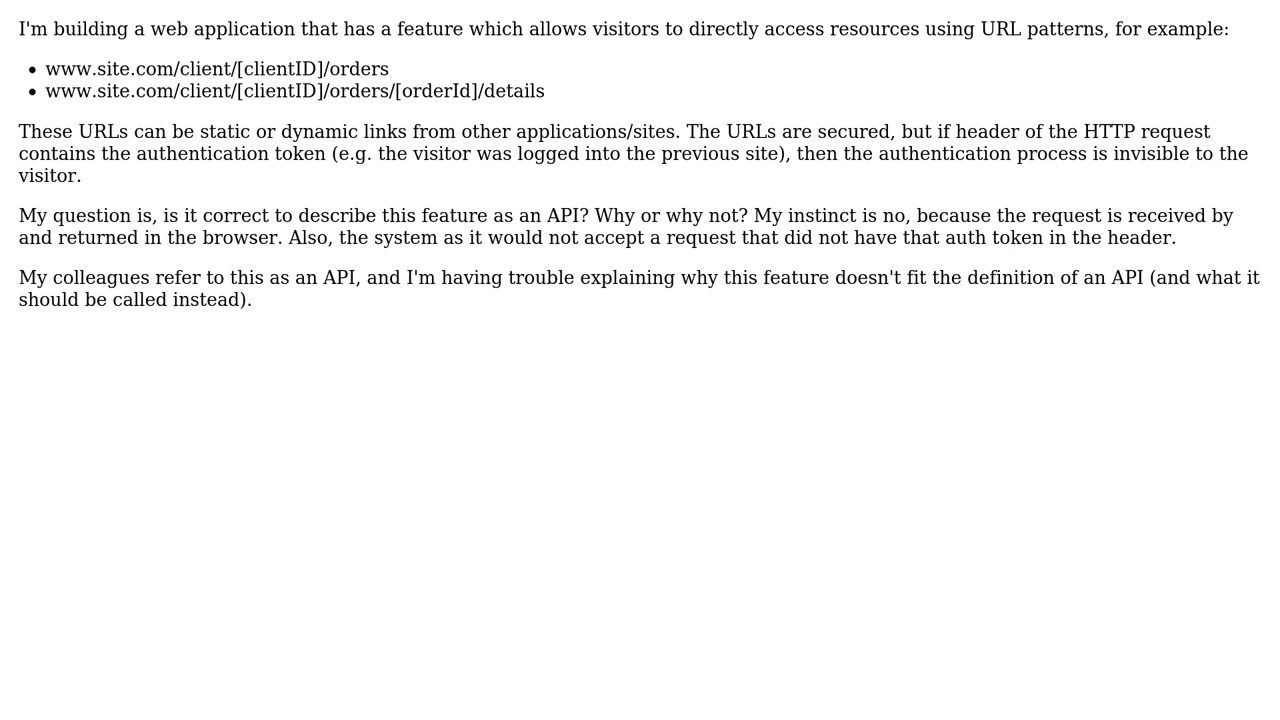 I'm building a web application that has a feature which allows visitors to directly access resources using URL patterns, for example:
• www.site.com/client/[clientID]/orders
• www.site.com/client/[clientID]/orders/[orderId]/details
These URLs can be static or dynamic links from other applications/sites. The URLs are secured, but if header of the HTTP request
contains the authentication token (e.g. the visitor was logged into the previous site), then the authentication process is invisible to the
visitor.
My question is, is it correct to describe this feature as an API? Why or why not? My instinct is no, because the request is received by
and returned in the browser. Also, the system as it would not accept a request that did not have that auth token in the header.
My colleagues refer to this as an API, and I'm having trouble explaining why this feature doesn't fit the definition of an API (and what it
should be called instead).